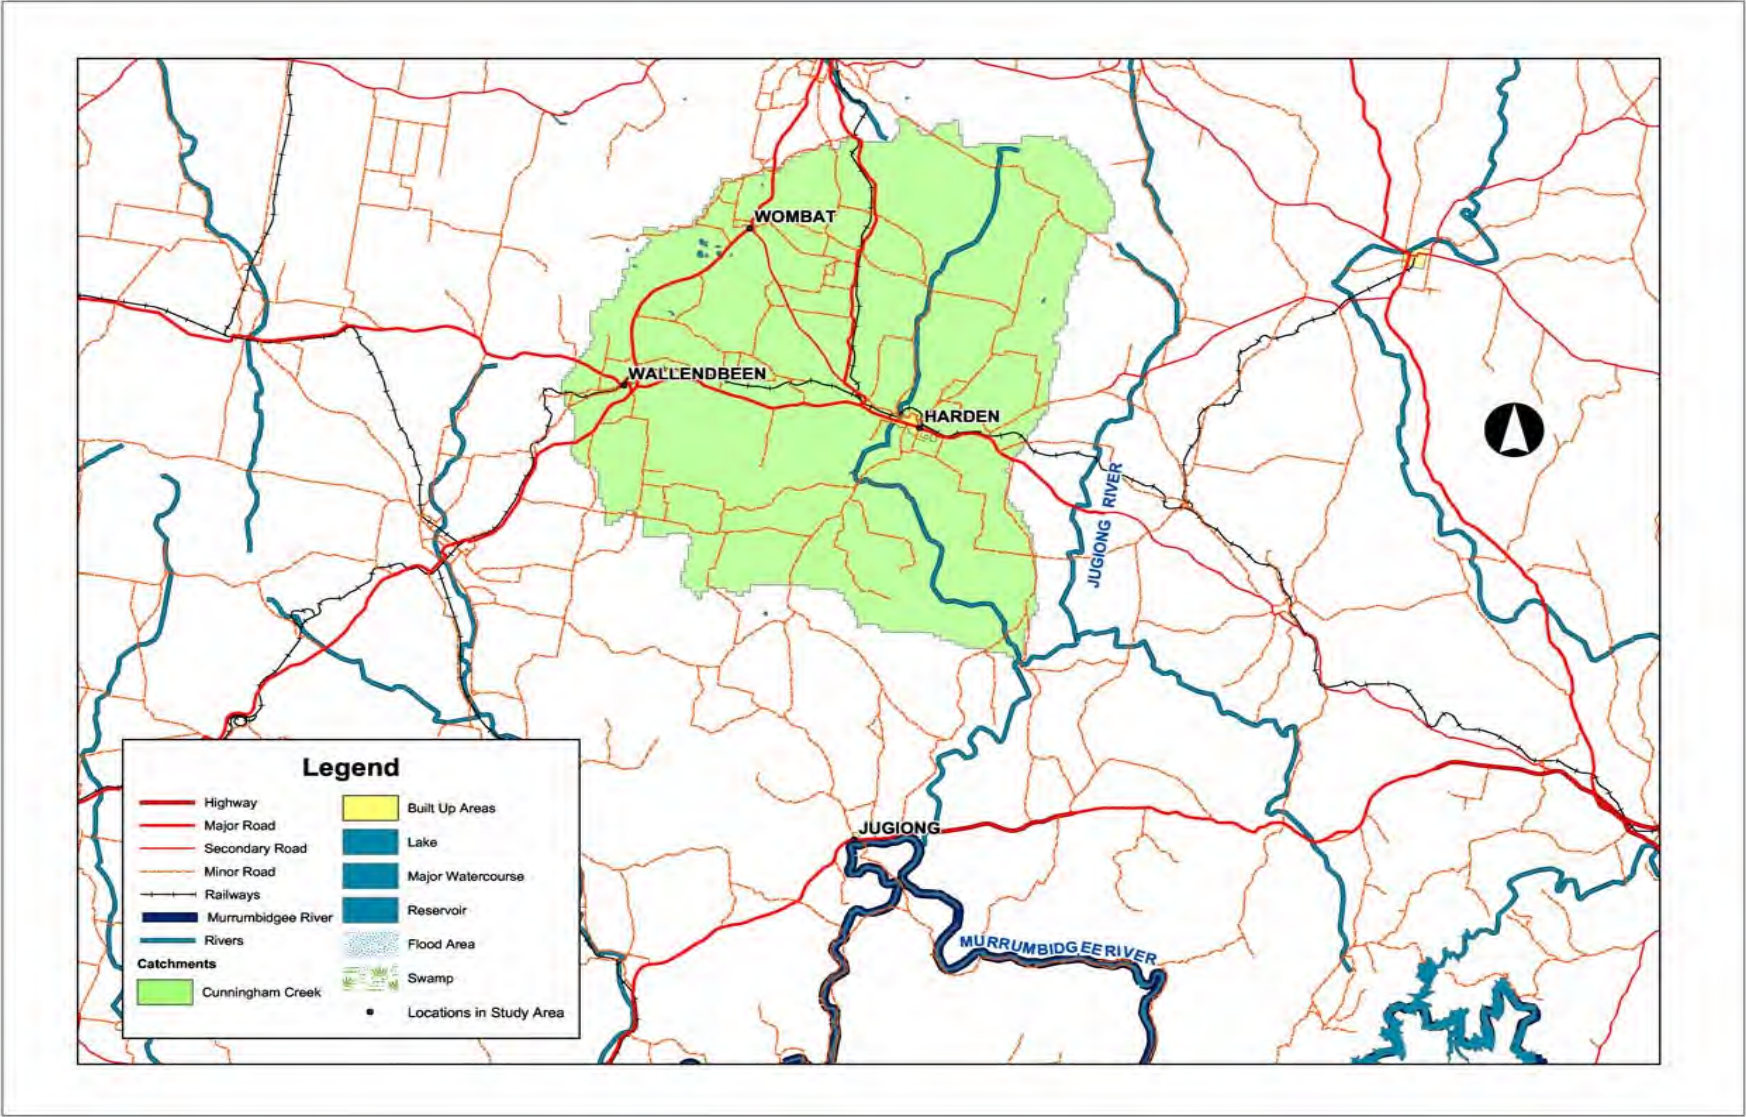 WOMBAT
WALLENDBEEN
HARDEN
JUGIONG RIVER
JUGIONG
MURRUMBIDGEE RIVER
Legend
Highway
Major Road
Secondary Road
Minor Road
Railways
Murrumbidgee River
Rivers
Catchments
Cunningham Creek
Built Up Areas
Lake
Major Watercourse
Reservoir
Flood Area
Swamp
Locations in Study Area